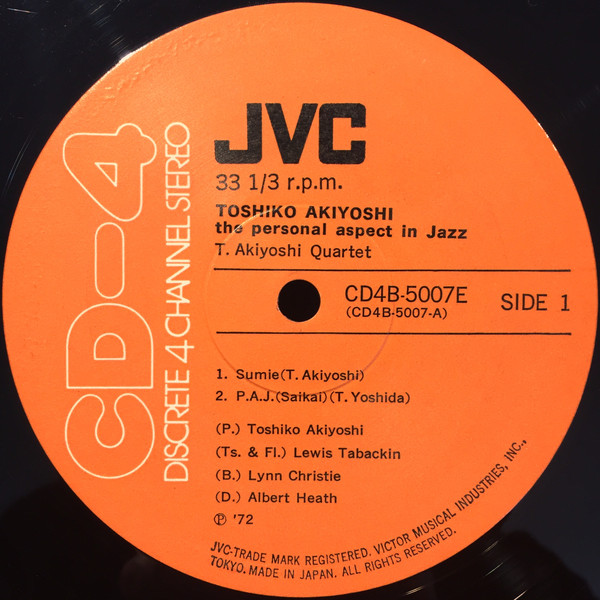 CD-4
DISCRETE 4 CHANNEL STEREO
JVC
33 1/3 r.p.m.
TOSHIKO AKIYOSHI
the personal aspect in Jazz
T. Akiyoshi Quartet
CD4B-5007E SIDE 1
(CD4B-5007-A)
1. Sumie(T. Akiyoshi)
2. P.A.J.(Saikai)(T. Yoshida)
(P.) Toshiko Akiyoshi
(Ts. & Fl.) Lewis Tabackin
(B.) Lynn Christie
(D.) Albert Heath
℗ '72
JVC-TRADE MARK REGISTERED. VICTOR MUSICAL INDUSTRIES, INC.,
TOKYO. MADE IN JAPAN. ALL RIGHTS RESERVED.